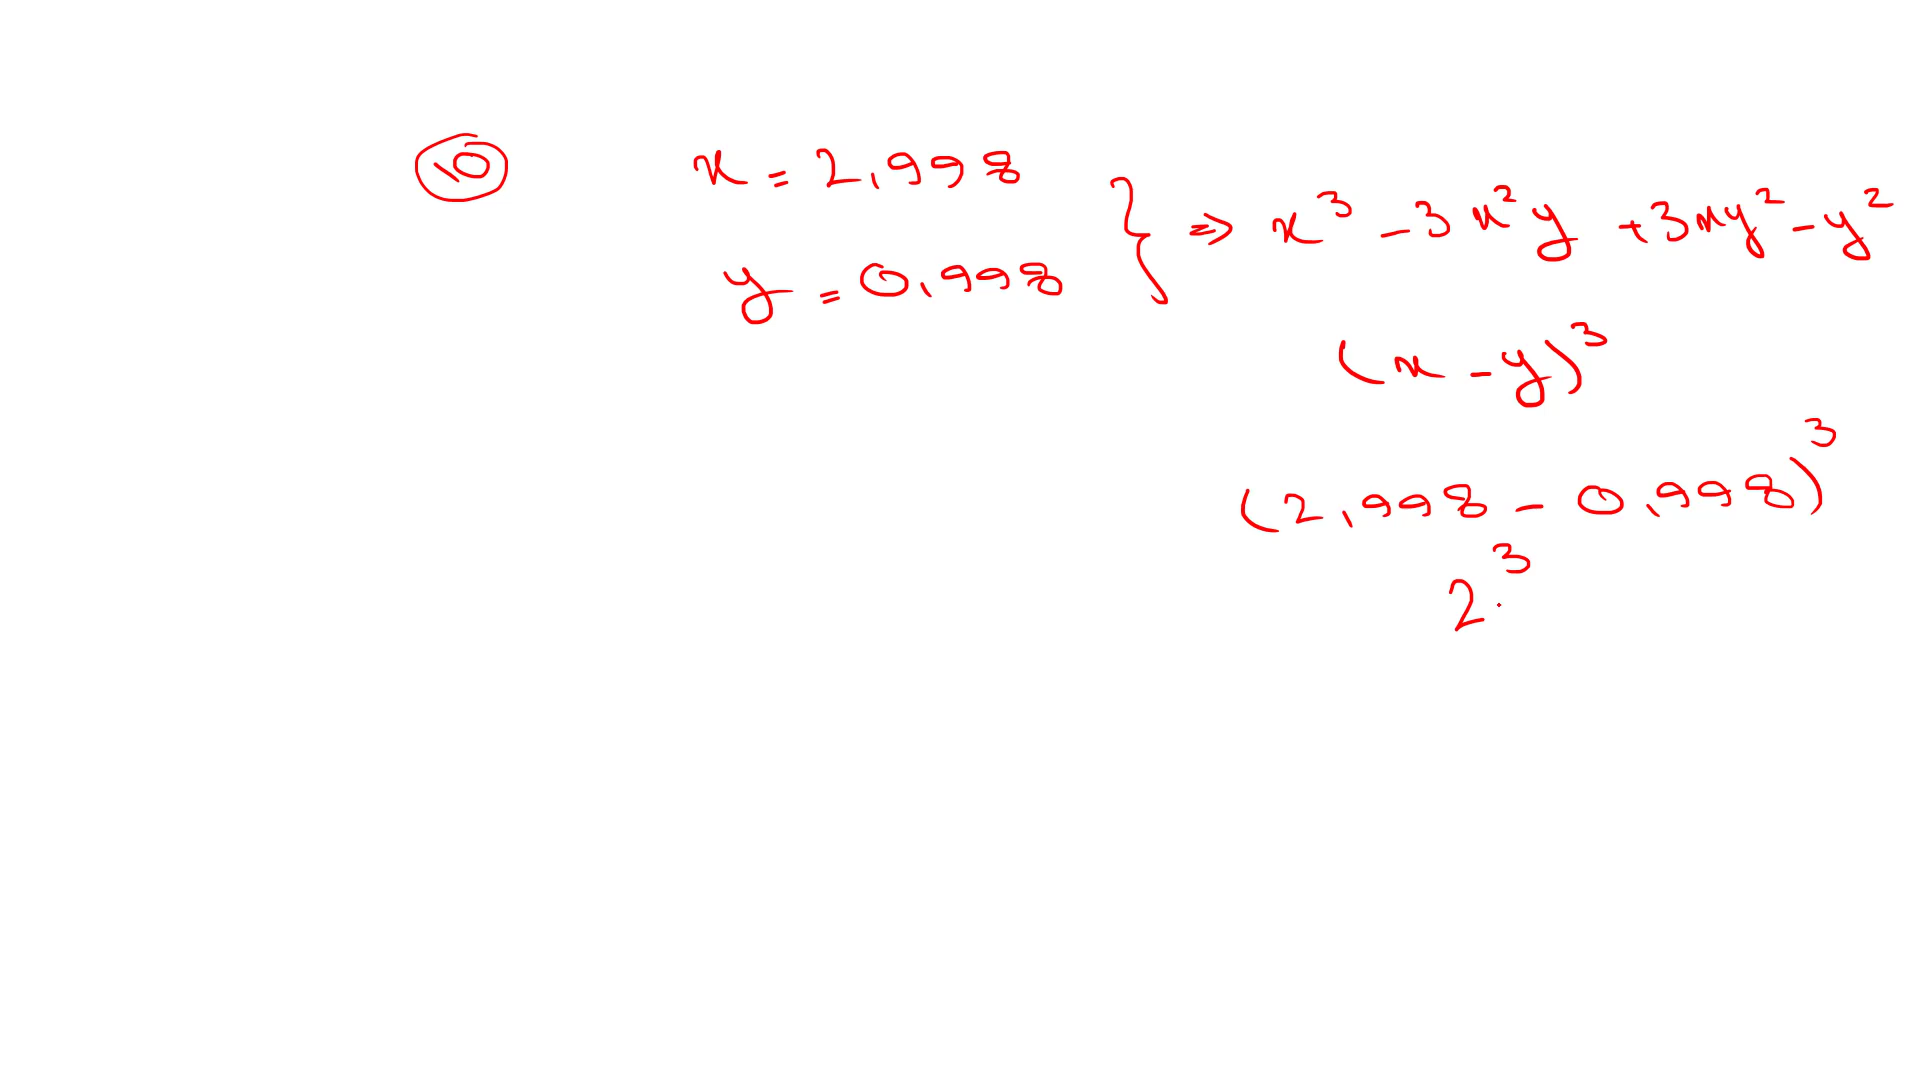 10
x = 2,998
y = 0,998
} ⇒ x³ - 3x²y + 3xy² - y²
(x - y)³
(2,998 - 0,998)³
2³